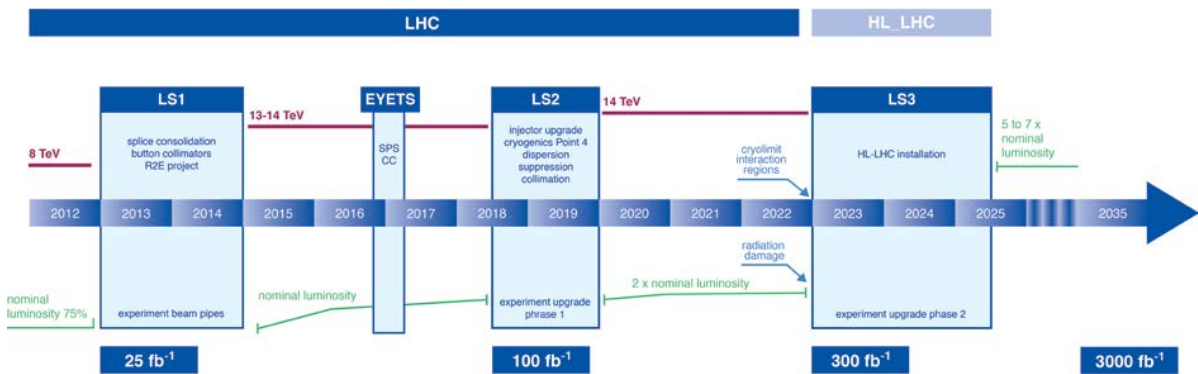 LHC
HL_LHC
LS1
splice consolidation
button collimators
R2E project
EYETS
SPS
CC
LS2
injector upgrade
cryogenics Point 4
dispersion
suppression
collimation
LS3
HL-LHC installation
8 TeV
13-14 TeV
14 TeV
cryolimit
interaction
regions
5 to 7 x
nominal
luminosity
2012
2013
2014
2015
2016
2017
2018
2019
2020
2021
2022
2023
2024
2025
2035
radiation
damage
nominal
luminosity 75%
experiment beam pipes
nominal luminosity
experiment upgrade
phrase 1
2 x nominal luminosity
experiment upgrade phase 2
25 fb⁻¹
100 fb⁻¹
300 fb⁻¹
3000 fb⁻¹